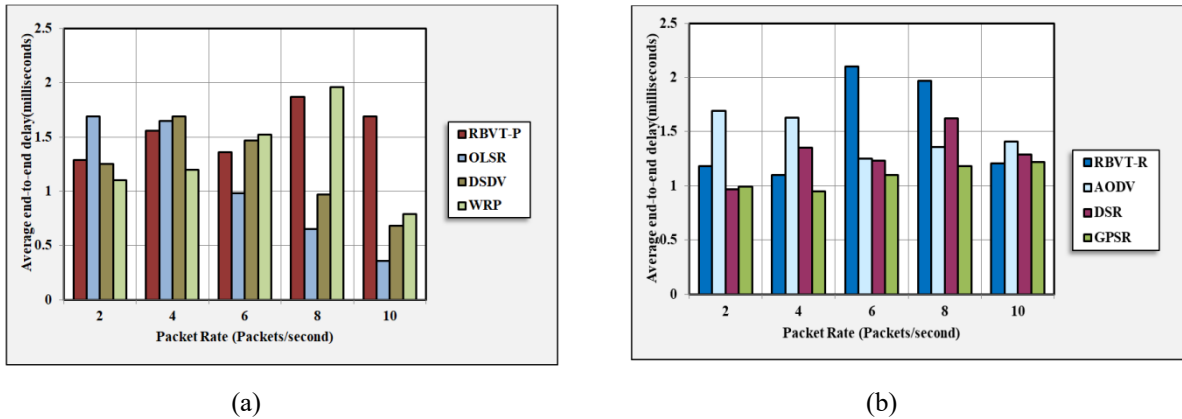 Average end-to-end delay(milliseconds)
2.5
2
1.5
1
0.5
0
2 4 6 8 10
Packet Rate (Packets/second)
RBVT-P
OLSR
DSDV
WRP
(a)
Average end-to-end delay(milliseconds)
2.5
2
1.5
1
0.5
0
2 4 6 8 10
Packet Rate (Packets/second)
RBVT-R
AODV
DSR
GPSR
(b)